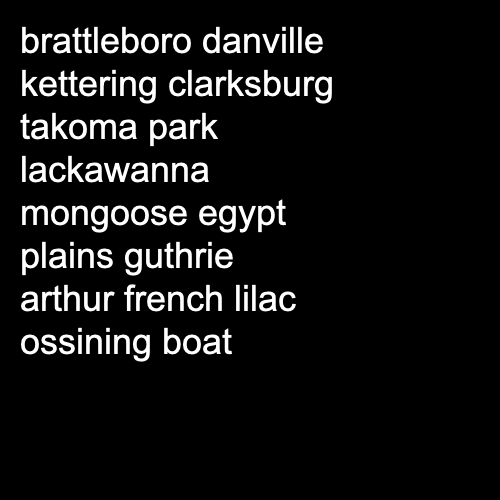 brattleboro danville
kettering clarksburg
takoma park
lackawanna
mongoose egypt
plains guthrie
arthur french lilac
ossining boat